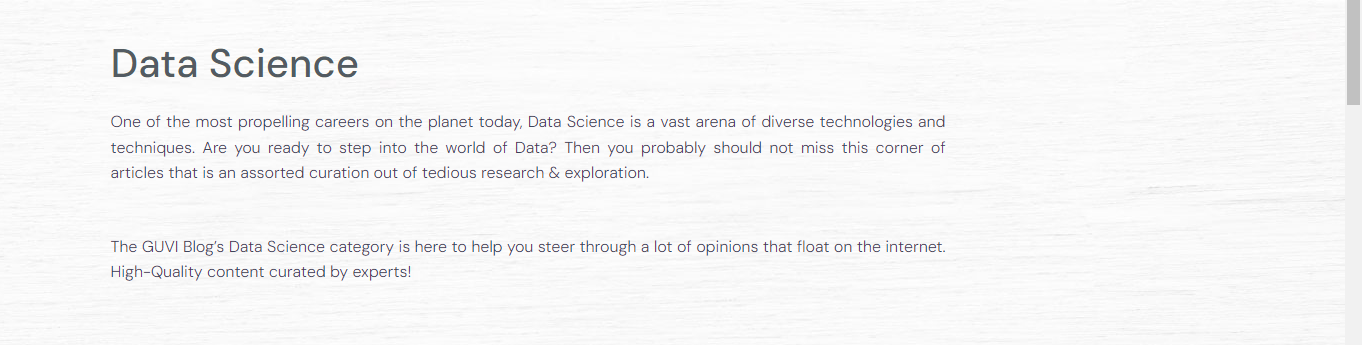 Data Science
One of the most propelling careers on the planet today, Data Science is a vast arena of diverse technologies and
techniques. Are you ready to step into the world of Data? Then you probably should not miss this corner of
articles that is an assorted curation out of tedious research & exploration.
The GUVI Blog’s Data Science category is here to help you steer through a lot of opinions that float on the internet.
High-Quality content curated by experts!